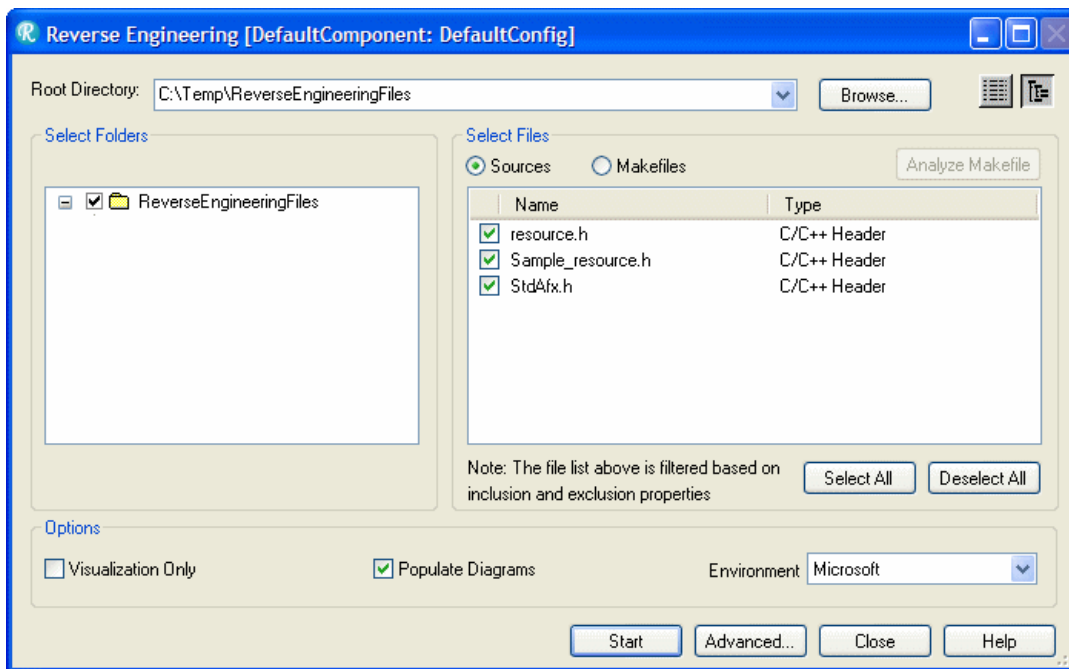 Reverse Engineering [DefaultComponent: DefaultConfig]
Root Directory: C:\Temp\ReverseEngineeringFiles Browse...
Select Folders
ReverseEngineeringFiles
Select Files
Sources Makefiles Analyze Makefile
Name Type
resource.h C/C++ Header
Sample_resource.h C/C++ Header
StdAfx.h C/C++ Header
Note: The file list above is filtered based on
inclusion and exclusion properties
Select All Deselect All
Options
Visualization Only Populate Diagrams Environment Microsoft
Start Advanced... Close Help